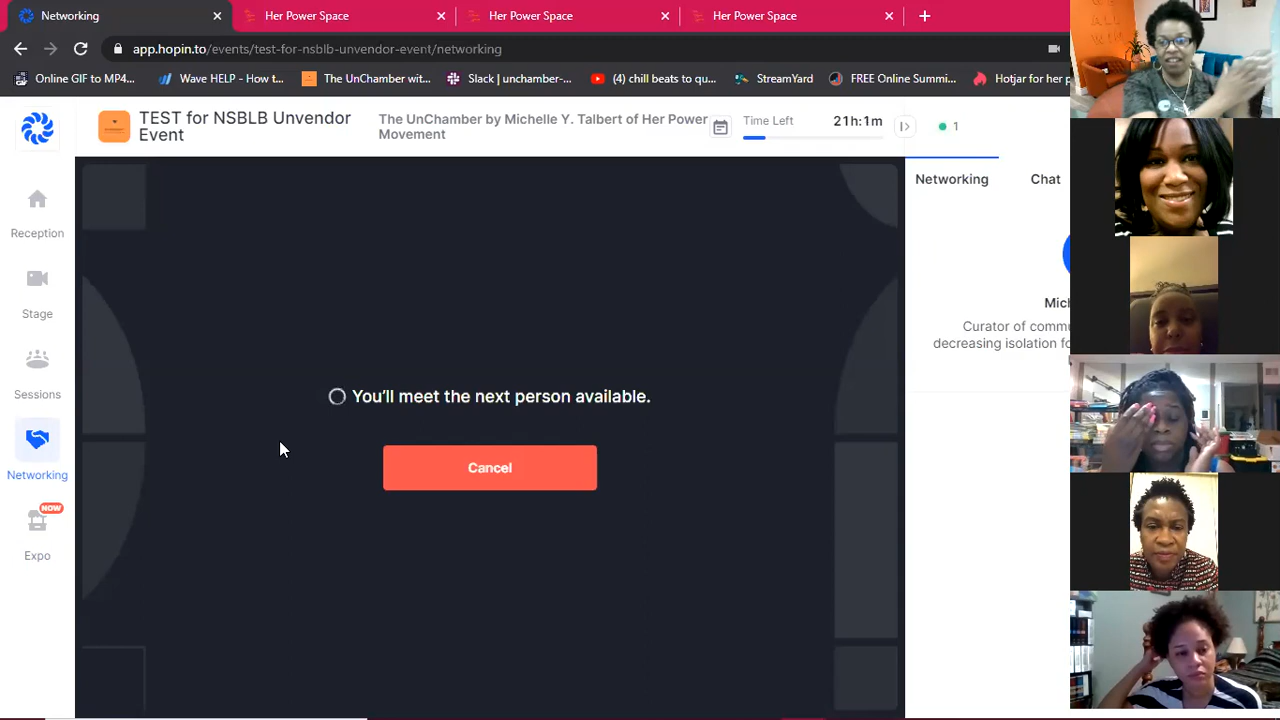 Networking
Her Power Space
Her Power Space
Her Power Space
app.hopin.to/events/test-for-nsblb-unvendor-event/networking
Online GIF to MP4...
Wave HELP - How t...
The UnChamber wit...
Slack | unchamber-...
(4) chill beats to qu...
StreamYard
FREE Online Summi...
Hotjar for her p
TEST for NSBLB Unvendor
Event
The UnChamber by Michelle Y. Talbert of Her Power
Movement
Time Left
21h:1m
1
Reception
Stage
Sessions
Networking
NOW
Expo
You'll meet the next person available.
Cancel
Networking
Chat
Mich
Curator of commu
decreasing isolation fo